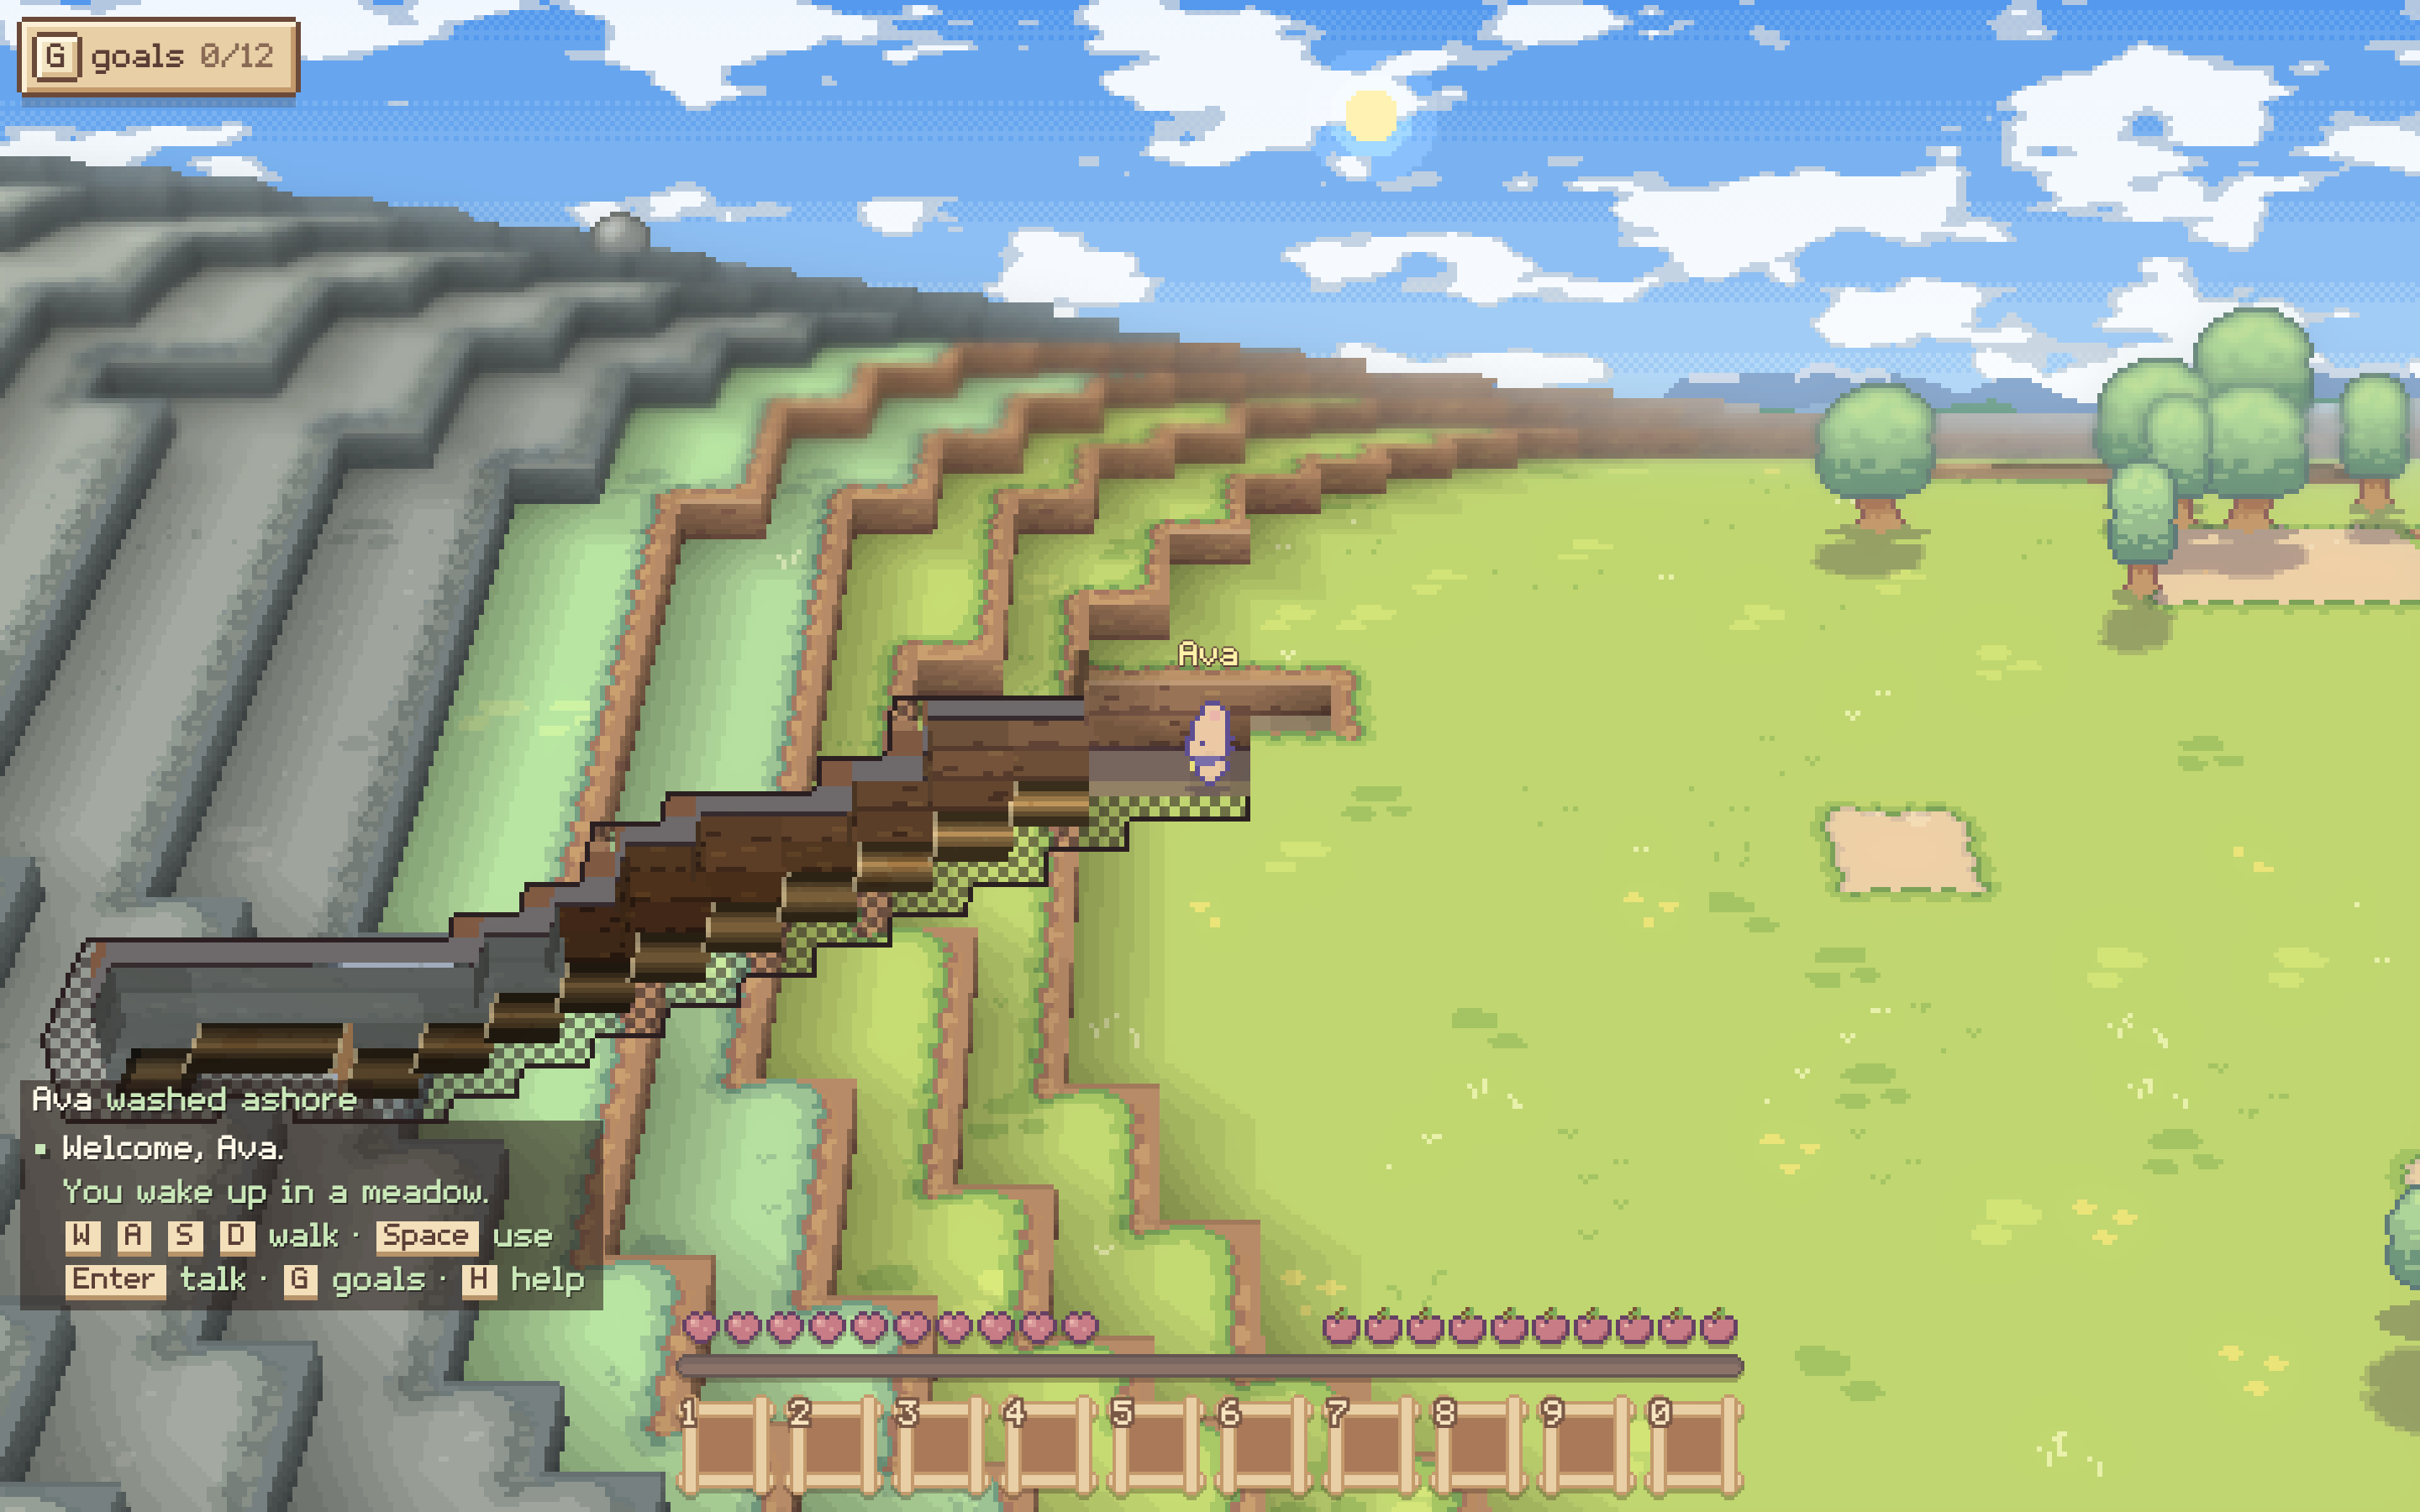 G goals 0/12
Ava
Ava washed ashore
Welcome, Ava.
You wake up in a meadow.
W A S D walk · Space use
Enter talk · G goals · H help
1 2 3 4 5 6 7 8 9 0